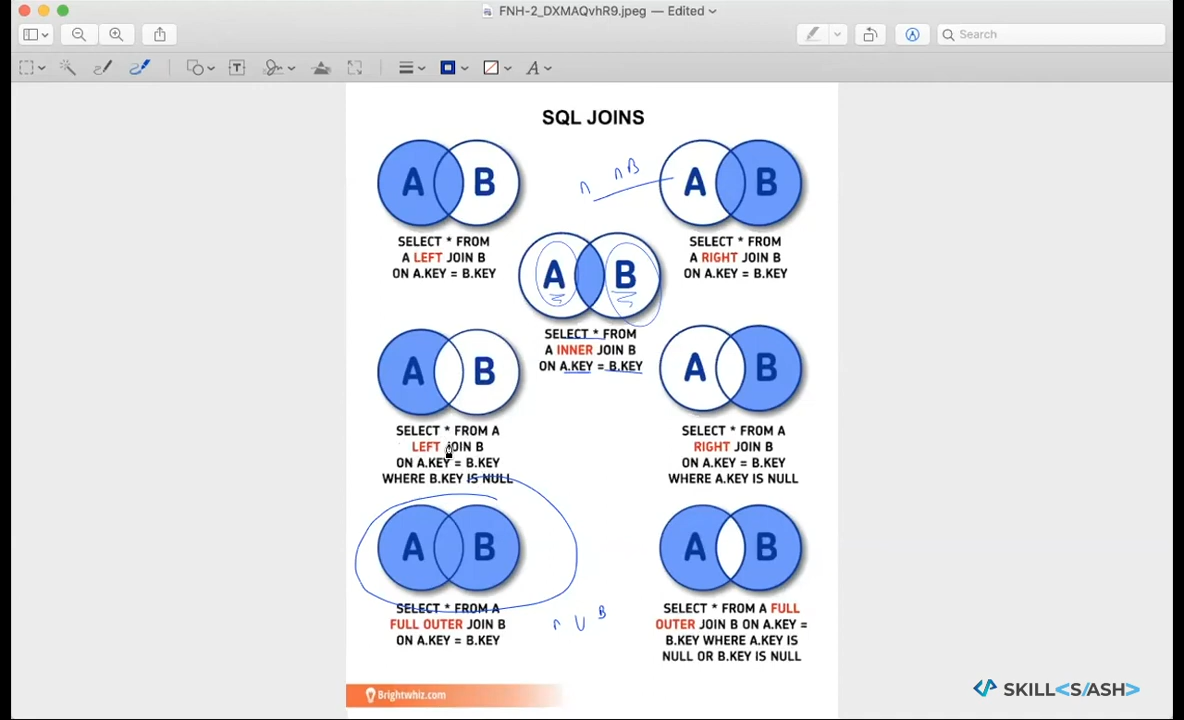 FNH-2_DXMAQvhR9.jpeg — Edited
Search
T
A
SQL JOINS
A B
SELECT * FROM
A LEFT JOIN B
ON A.KEY = B.KEY
∩B
A B
SELECT * FROM
A RIGHT JOIN B
ON A.KEY = B.KEY
A B
SELECT * FROM
A INNER JOIN B
ON A.KEY = B.KEY
A B
SELECT * FROM A
LEFT JOIN B
ON A.KEY = B.KEY
WHERE B.KEY IS NULL
A B
SELECT * FROM A
RIGHT JOIN B
ON A.KEY = B.KEY
WHERE A.KEY IS NULL
A B
SELECT * FROM A
FULL OUTER JOIN B
ON A.KEY = B.KEY
∪ B
A B
SELECT * FROM A FULL
OUTER JOIN B ON A.KEY =
B.KEY WHERE A.KEY IS
NULL OR B.KEY IS NULL
Brightwhiz.com
</> SKILL<S/ASH>